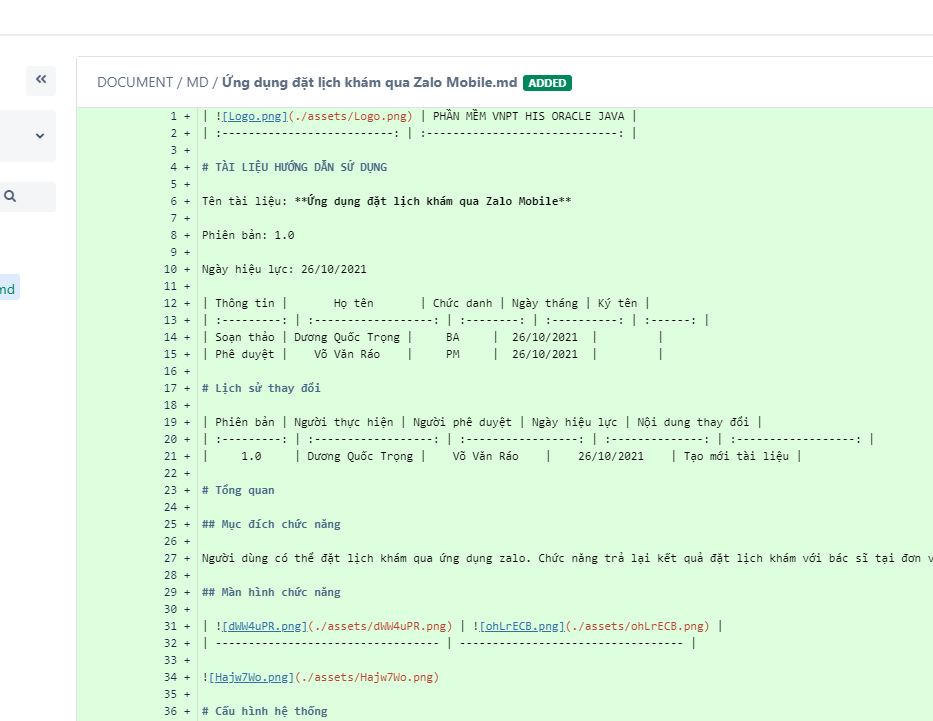 DOCUMENT / MD / Ứng dụng đặt lịch khám qua Zalo Mobile.md ADDED
1 + | ![Logo.png](./assets/Logo.png) | PHẦN MỀM VNPT HIS ORACLE JAVA |
2 + | :--------------------------: | :-----------------------------: |
3 +
4 + # TÀI LIỆU HƯỚNG DẪN SỬ DỤNG
5 +
6 + Tên tài liệu: **Ứng dụng đặt lịch khám qua Zalo Mobile**
7 +
8 + Phiên bản: 1.0
9 +
10 + Ngày hiệu lực: 26/10/2021
11 +
12 + | Thông tin | Họ tên | Chức danh | Ngày tháng | Ký tên |
13 + | :---------: | :------------------: | :--------: | :----------: | :------: |
14 + | Soạn thảo | Dương Quốc Trọng | BA | 26/10/2021 | |
15 + | Phê duyệt | Võ Văn Ráo | PM | 26/10/2021 | |
16 +
17 + # Lịch sử thay đổi
18 +
19 + | Phiên bản | Người thực hiện | Người phê duyệt | Ngày hiệu lực | Nội dung thay đổi |
20 + | :---------: | :------------------: | :-----------------: | :-------------: | :------------------: |
21 + | 1.0 | Dương Quốc Trọng | Võ Văn Ráo | 26/10/2021 | Tạo mới tài liệu |
22 +
md
23 + # Tổng quan
24 +
25 + ## Mục đích chức năng
26 +
27 + Người dùng có thể đặt lịch khám qua ứng dụng zalo. Chức năng trả lại kết quả đặt lịch khám với bác sĩ tại đơn v
28 +
29 + ## Màn hình chức năng
30 +
31 + | ![dWW4uPR.png](./assets/dWW4uPR.png) | ![ohLrECB.png](./assets/ohLrECB.png) |
32 + | ---------------------------------- | ---------------------------------- |
33 +
34 + ![Hajw7Wo.png](./assets/Hajw7Wo.png)
35 +
36 + # Cấu hình hệ thống